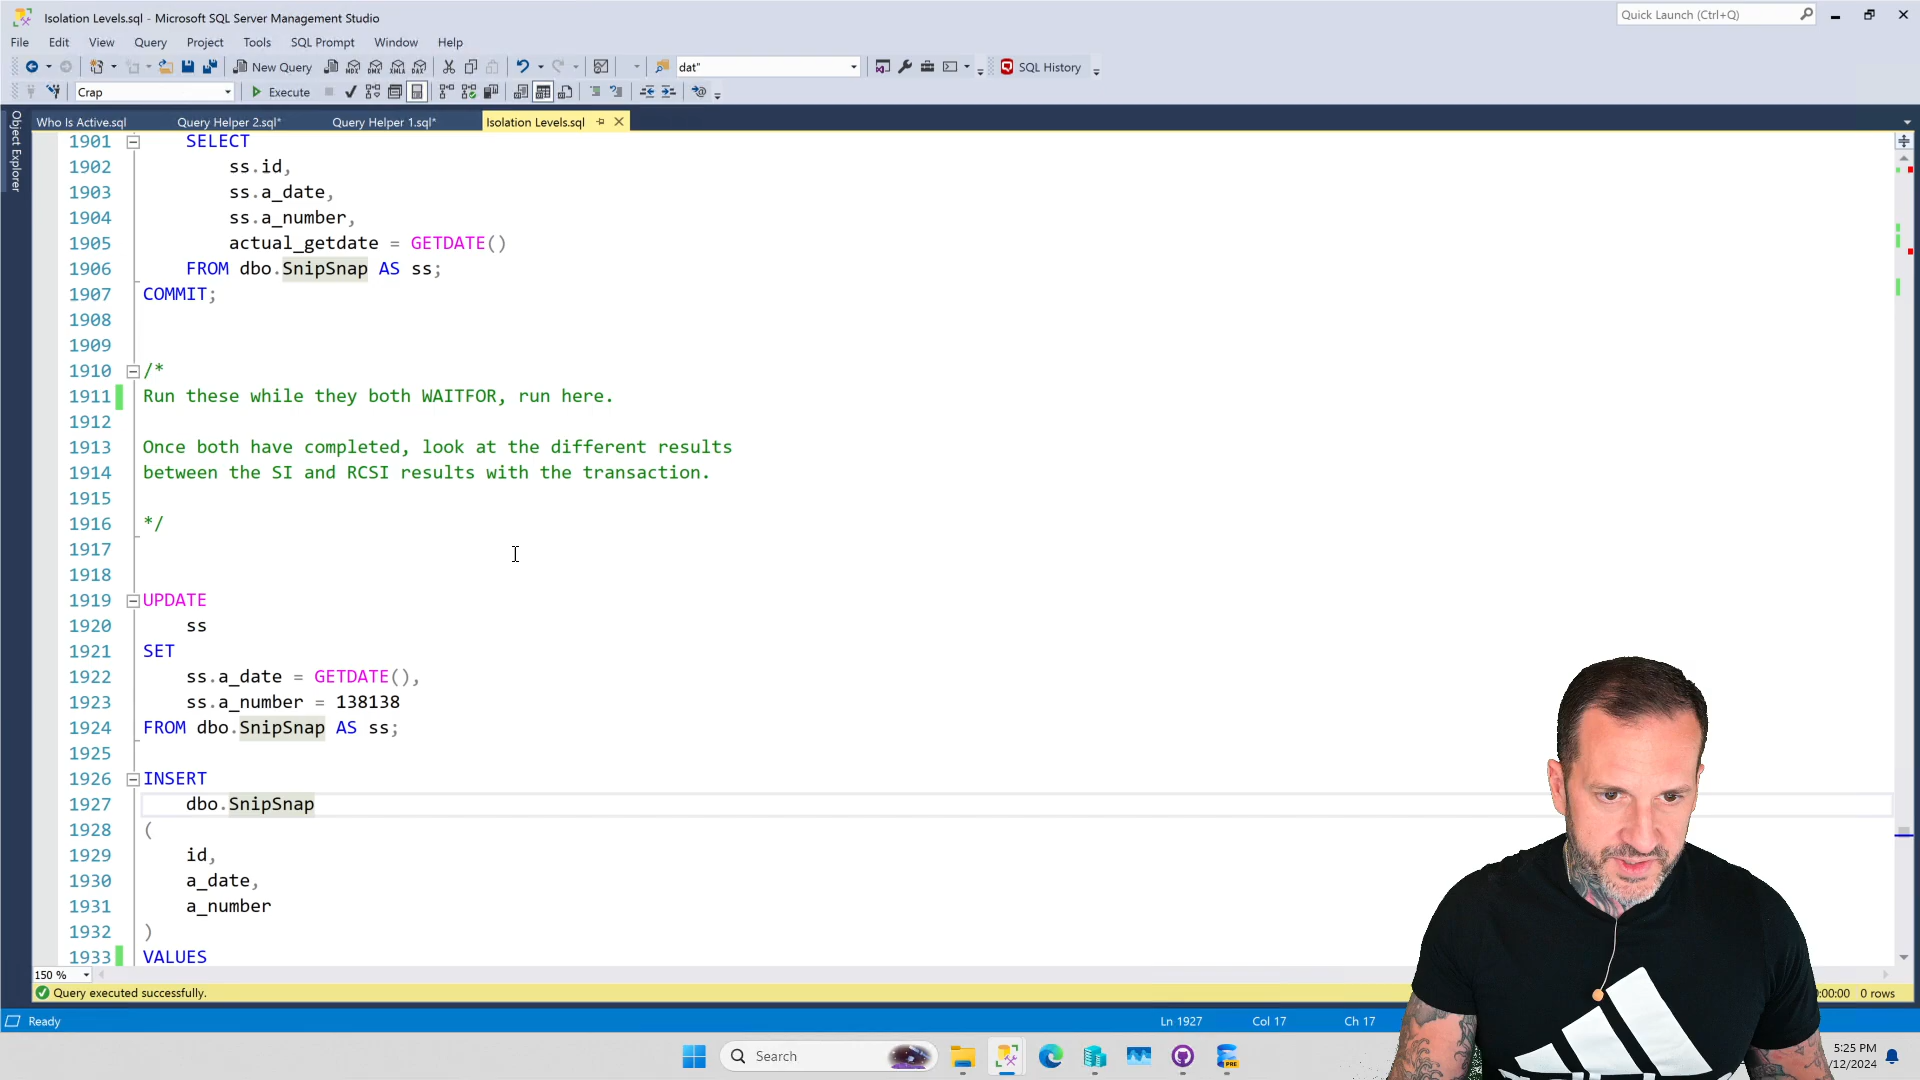 Isolation Levels.sql - Microsoft SQL Server Management Studio
Quick Launch (Ctrl+Q)
File Edit View Query Project Tools SQL Prompt Window Help
New Query MDX DMX XMLA DAX dat" SQL History
Crap Execute
Who Is Active.sql Query Helper 2.sql* Query Helper 1.sql* Isolation Levels.sql
Object Explorer
1901 SELECT
1902 ss.id,
1903 ss.a_date,
1904 ss.a_number,
1905 actual_getdate = GETDATE()
1906 FROM dbo.SnipSnap AS ss;
1907 COMMIT;
1908
1909
1910 /*
1911 Run these while they both WAITFOR, run here.
1912
1913 Once both have completed, look at the different results
1914 between the SI and RCSI results with the transaction.
1915
1916 */
1917
1918
1919 UPDATE
1920 ss
1921 SET
1922 ss.a_date = GETDATE(),
1923 ss.a_number = 138138
1924 FROM dbo.SnipSnap AS ss;
1925
1926 INSERT
1927 dbo.SnipSnap
1928 (
1929 id,
1930 a_date,
1931 a_number
1932 )
1933 VALUES
150 %
Query executed successfully. :00:00 0 rows
Ready Ln 1927 Col 17 Ch 17
Search PRE 5:25 PM
/12/2024